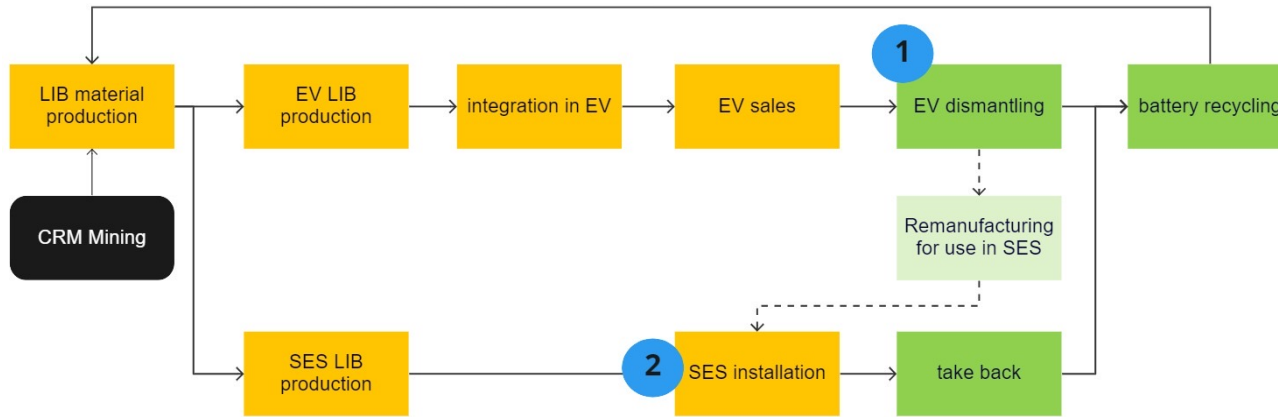 1
LIB material
production
EV LIB
production
integration in EV
EV sales
EV dismantling
battery recycling
CRM Mining
Remanufacturing
for use in SES
SES LIB
production
2
SES installation
take back